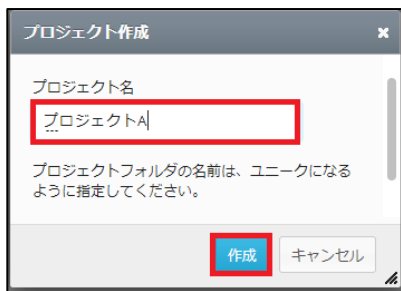 プロジェクト作成
プロジェクト名
プロジェクトA
プロジェクトフォルダの名前は、ユニークになる
ように指定してください。
作成 キャンセル